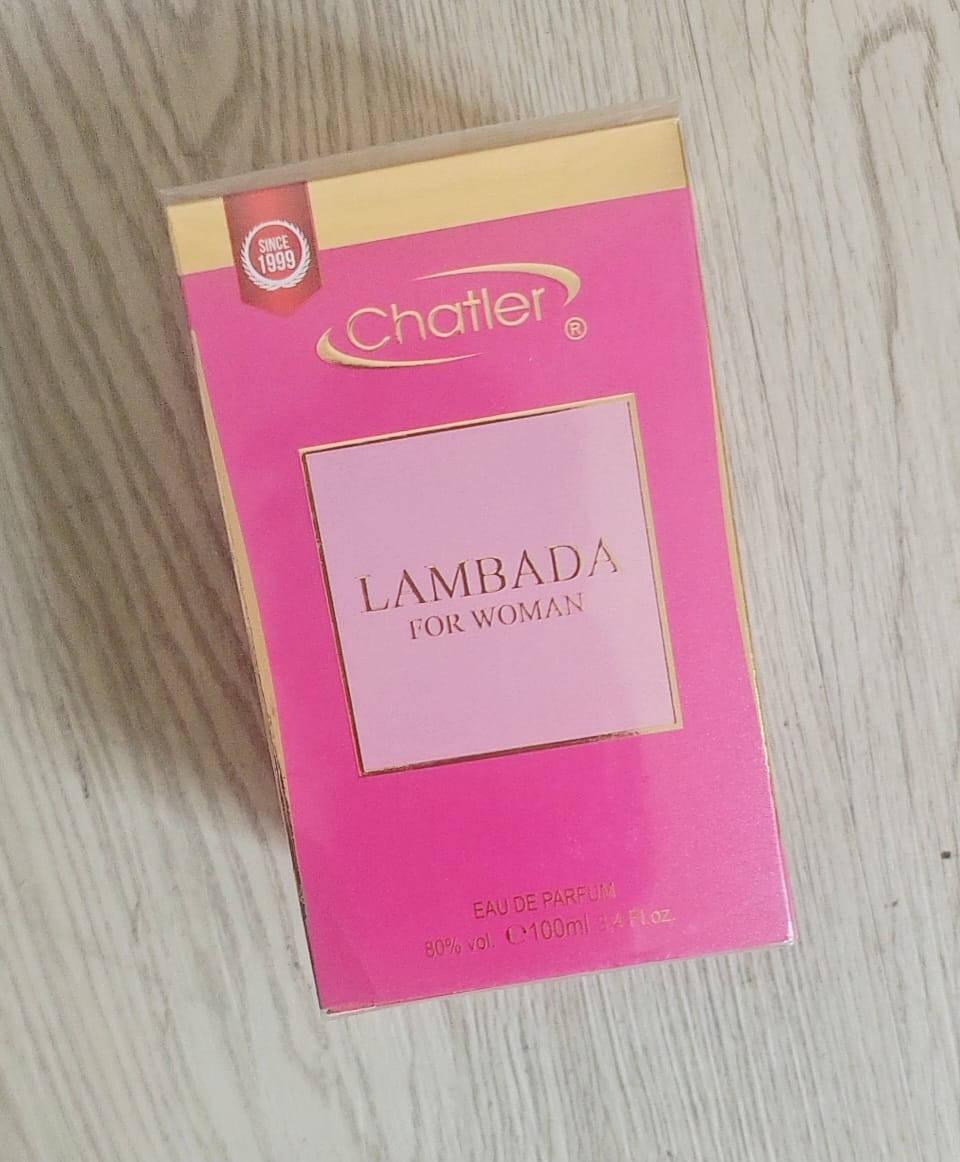 SINCE
1999
Chatler ®
LAMBADA
FOR WOMAN
EAU DE PARFUM
80% vol. ℮100ml 3.4 Fl.oz.